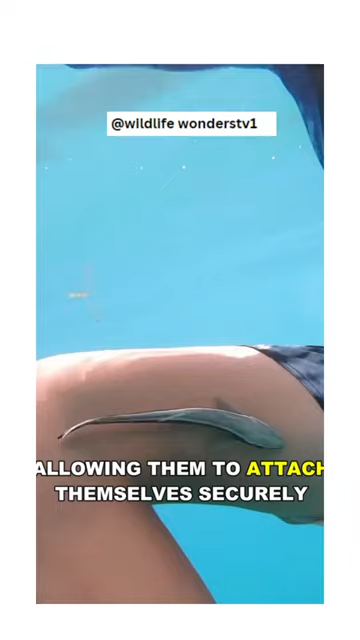 @wildlife wonderstv1
ALLOWING THEM TO ATTACH
THEMSELVES SECURELY